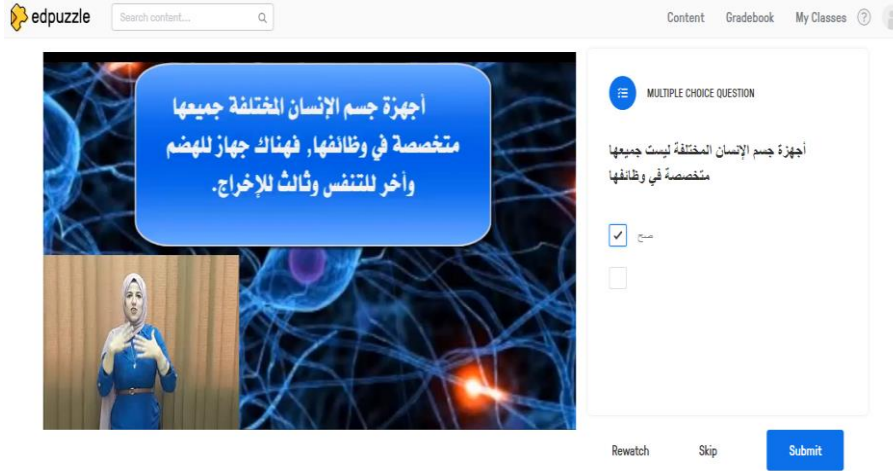 edpuzzle
Search content...
Content
Gradebook
My Classes
?
أجهزة جسم الإنسان المختلفة جميعها
متخصصة في وظائفها, فهناك جهاز للهضم
وأخر للتنفس وثالث للإخراج.
MULTIPLE CHOICE QUESTION
أجهزة جسم الإنسان المختلفة ليست جميعها
متخصصة في وظائفها
صح
Rewatch
Skip
Submit